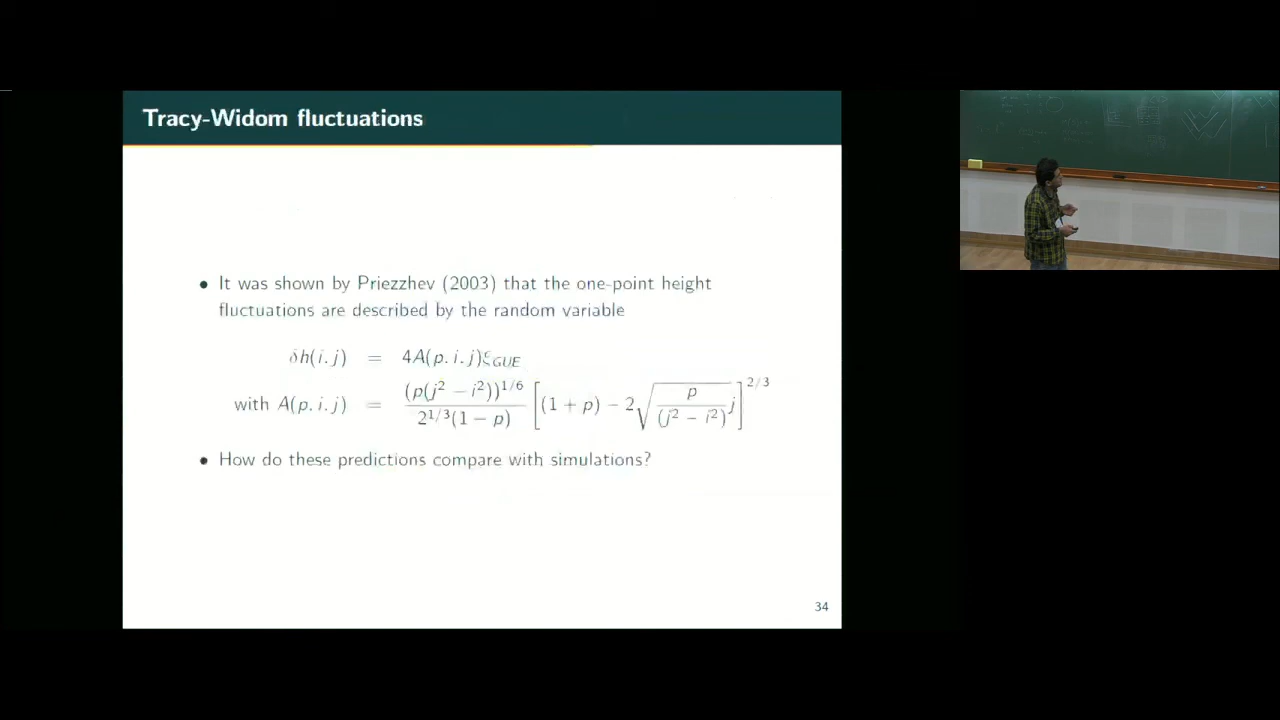 Tracy-Widom fluctuations
• It was shown by Priezzhev (2003) that the one-point height
fluctuations are described by the random variable
δh(i, j) = 4A(p, i, j)ξ_GUE
with A(p, i, j) = (p(j² − i²))^{1/6} / 2^{1/3}(1 − p) [(1 + p) − 2√(p / (j² − i²)) j]^{2/3}
• How do these predictions compare with simulations?
34